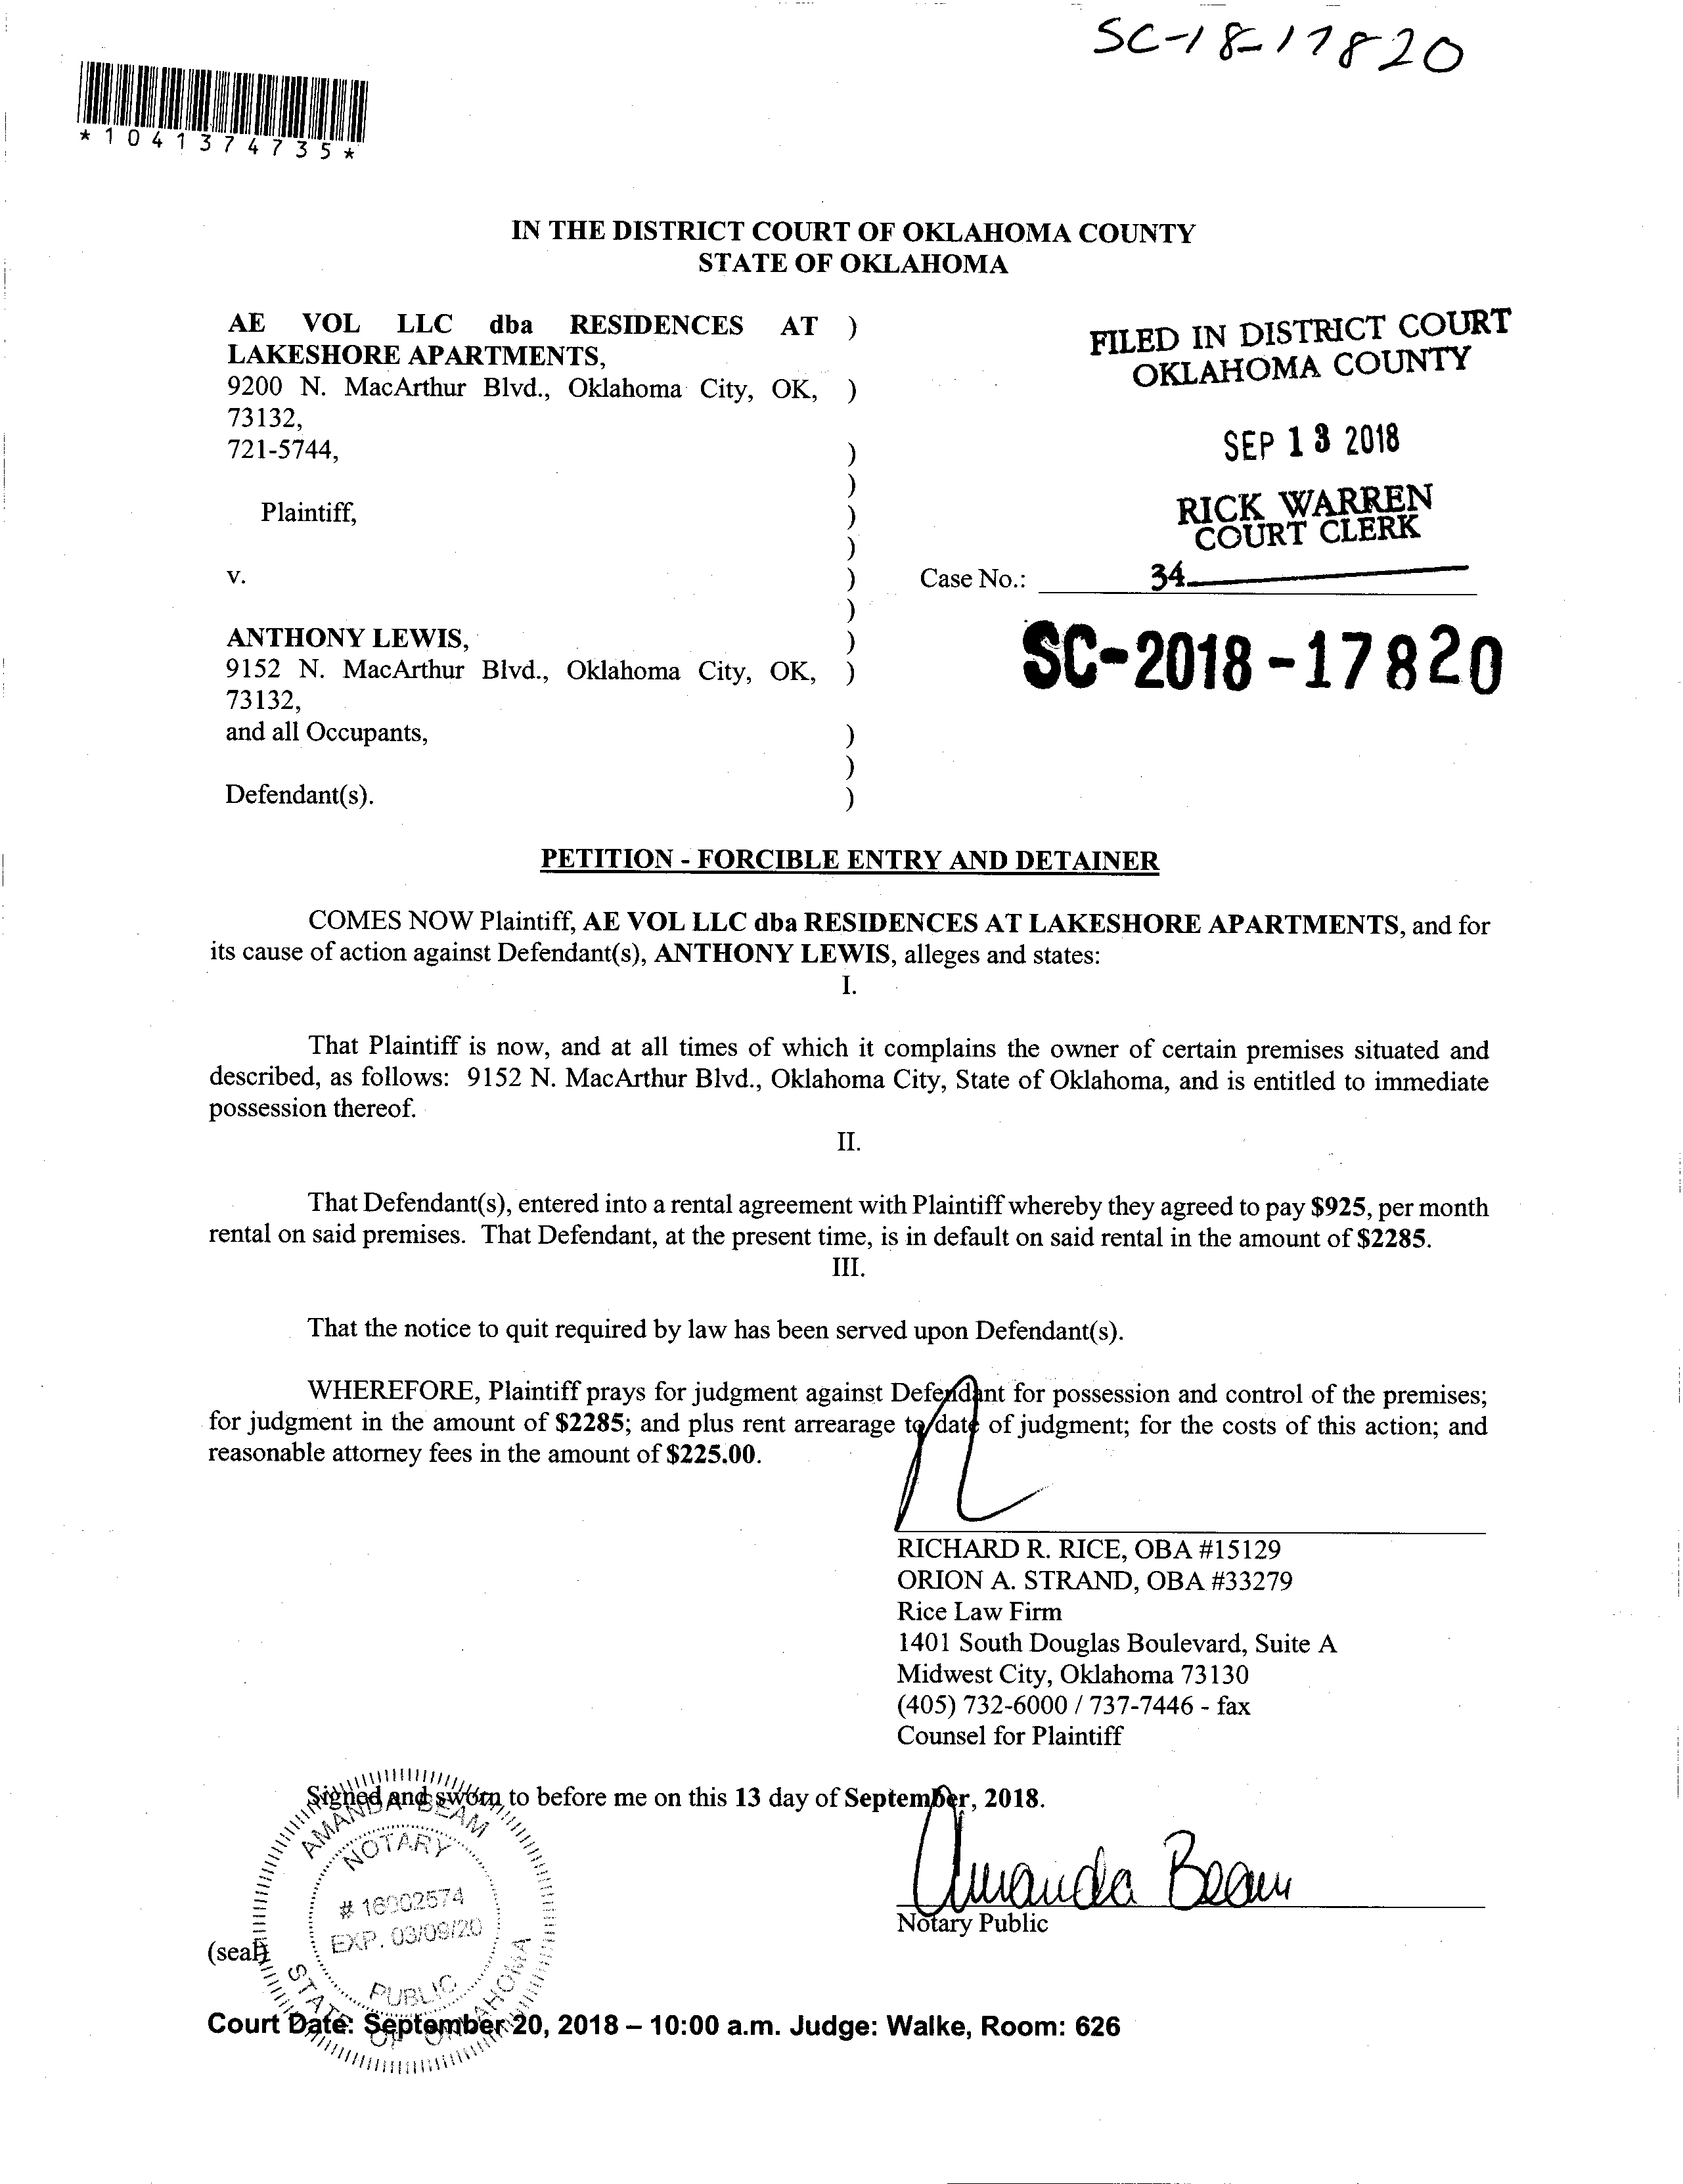 SC-18-17820
*1041374735*
IN THE DISTRICT COURT OF OKLAHOMA COUNTY
STATE OF OKLAHOMA
AE VOL LLC dba RESIDENCES AT )
LAKESHORE APARTMENTS,
9200 N. MacArthur Blvd., Oklahoma City, OK, )
73132,
721-5744, )
)
Plaintiff, )
)
v. )
)
ANTHONY LEWIS, )
9152 N. MacArthur Blvd., Oklahoma City, OK, )
73132,
and all Occupants, )
)
Defendant(s). )
FILED IN DISTRICT COURT
OKLAHOMA COUNTY
SEP 13 2018
RICK WARREN
COURT CLERK
Case No.: 34
SC-2018-17820
PETITION - FORCIBLE ENTRY AND DETAINER
COMES NOW Plaintiff, AE VOL LLC dba RESIDENCES AT LAKESHORE APARTMENTS, and for
its cause of action against Defendant(s), ANTHONY LEWIS, alleges and states:
I.
That Plaintiff is now, and at all times of which it complains the owner of certain premises situated and
described, as follows: 9152 N. MacArthur Blvd., Oklahoma City, State of Oklahoma, and is entitled to immediate
possession thereof.
II.
That Defendant(s), entered into a rental agreement with Plaintiff whereby they agreed to pay $925, per month
rental on said premises. That Defendant, at the present time, is in default on said rental in the amount of $2285.
III.
That the notice to quit required by law has been served upon Defendant(s).
WHEREFORE, Plaintiff prays for judgment against Defendant for possession and control of the premises;
for judgment in the amount of $2285; and plus rent arrearage to date of judgment; for the costs of this action; and
reasonable attorney fees in the amount of $225.00.
RICHARD R. RICE, OBA #15129
ORION A. STRAND, OBA #33279
Rice Law Firm
1401 South Douglas Boulevard, Suite A
Midwest City, Oklahoma 73130
(405) 732-6000 / 737-7446 - fax
Counsel for Plaintiff
Signed and sworn to before me on this 13 day of September, 2018.
AMANDA BEAM
NOTARY
# 16002574
EXP. 03/09/20
PUBLIC
STATE OF OKLAHOMA
Amanda Beam
Notary Public
(seal)
Court Date: September 20, 2018 – 10:00 a.m. Judge: Walke, Room: 626